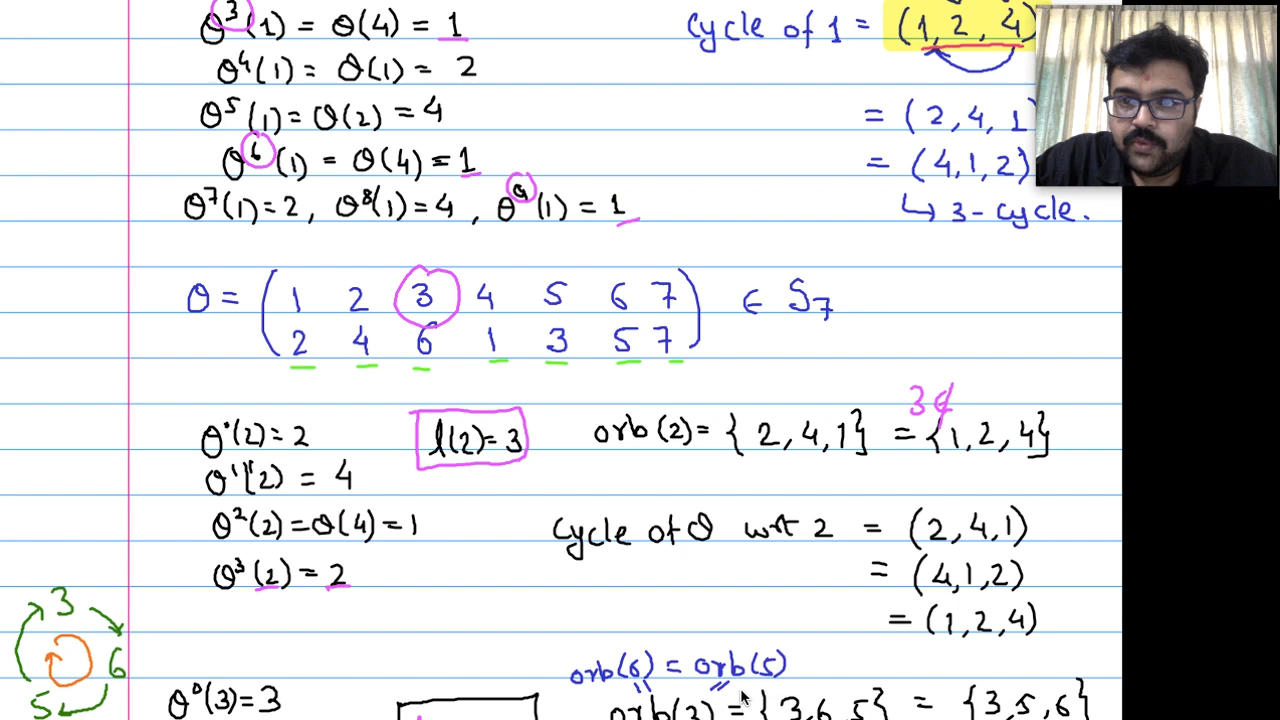 θ³(1) = θ(4) = 1
Cycle of 1 = (1, 2, 4)
θ⁴(1) = θ(1) = 2
θ⁵(1) = θ(2) = 4
= (2, 4, 1)
θ⁶(1) = θ(4) = 1
= (4, 1, 2)
θ⁷(1) = 2, θ⁸(1) = 4, θ⁹(1) = 1
↳ 3-cycle.
θ = ( 1 2 3 4 5 6 7
2 4 6 1 3 5 7 ) ∈ S₇
3 ∉
θ⁰(2) = 2
l(2) = 3
orb(2) = {2, 4, 1} = {1, 2, 4}
θ¹(2) = 4
θ²(2) = θ(4) = 1
Cycle of θ wrt 2 = (2, 4, 1)
θ³(2) = 2
= (4, 1, 2)
= (1, 2, 4)
3
6
5
orb(6) = orb(5)
θ⁰(3) = 3
orb(3) = {3, 6, 5} = {3, 5, 6}